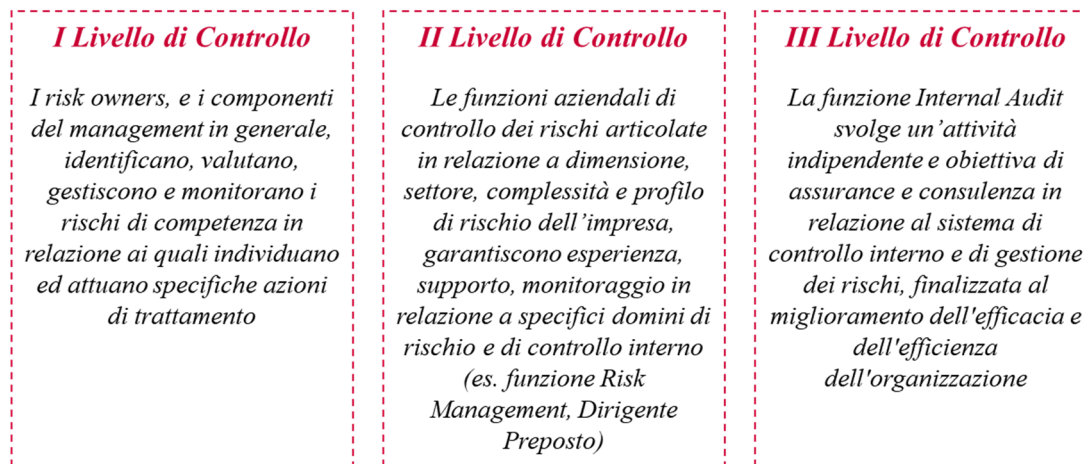 I Livello di Controllo
I risk owners, e i componenti
del management in generale,
identificano, valutano,
gestiscono e monitorano i
rischi di competenza in
relazione ai quali individuano
ed attuano specifiche azioni
di trattamento
II Livello di Controllo
Le funzioni aziendali di
controllo dei rischi articolate
in relazione a dimensione,
settore, complessità e profilo
di rischio dell’impresa,
garantiscono esperienza,
supporto, monitoraggio in
relazione a specifici domini di
rischio e di controllo interno
(es. funzione Risk
Management, Dirigente
Preposto)
III Livello di Controllo
La funzione Internal Audit
svolge un’attività
indipendente e obiettiva di
assurance e consulenza in
relazione al sistema di
controllo interno e di gestione
dei rischi, finalizzata al
miglioramento dell'efficacia e
dell'efficienza
dell'organizzazione